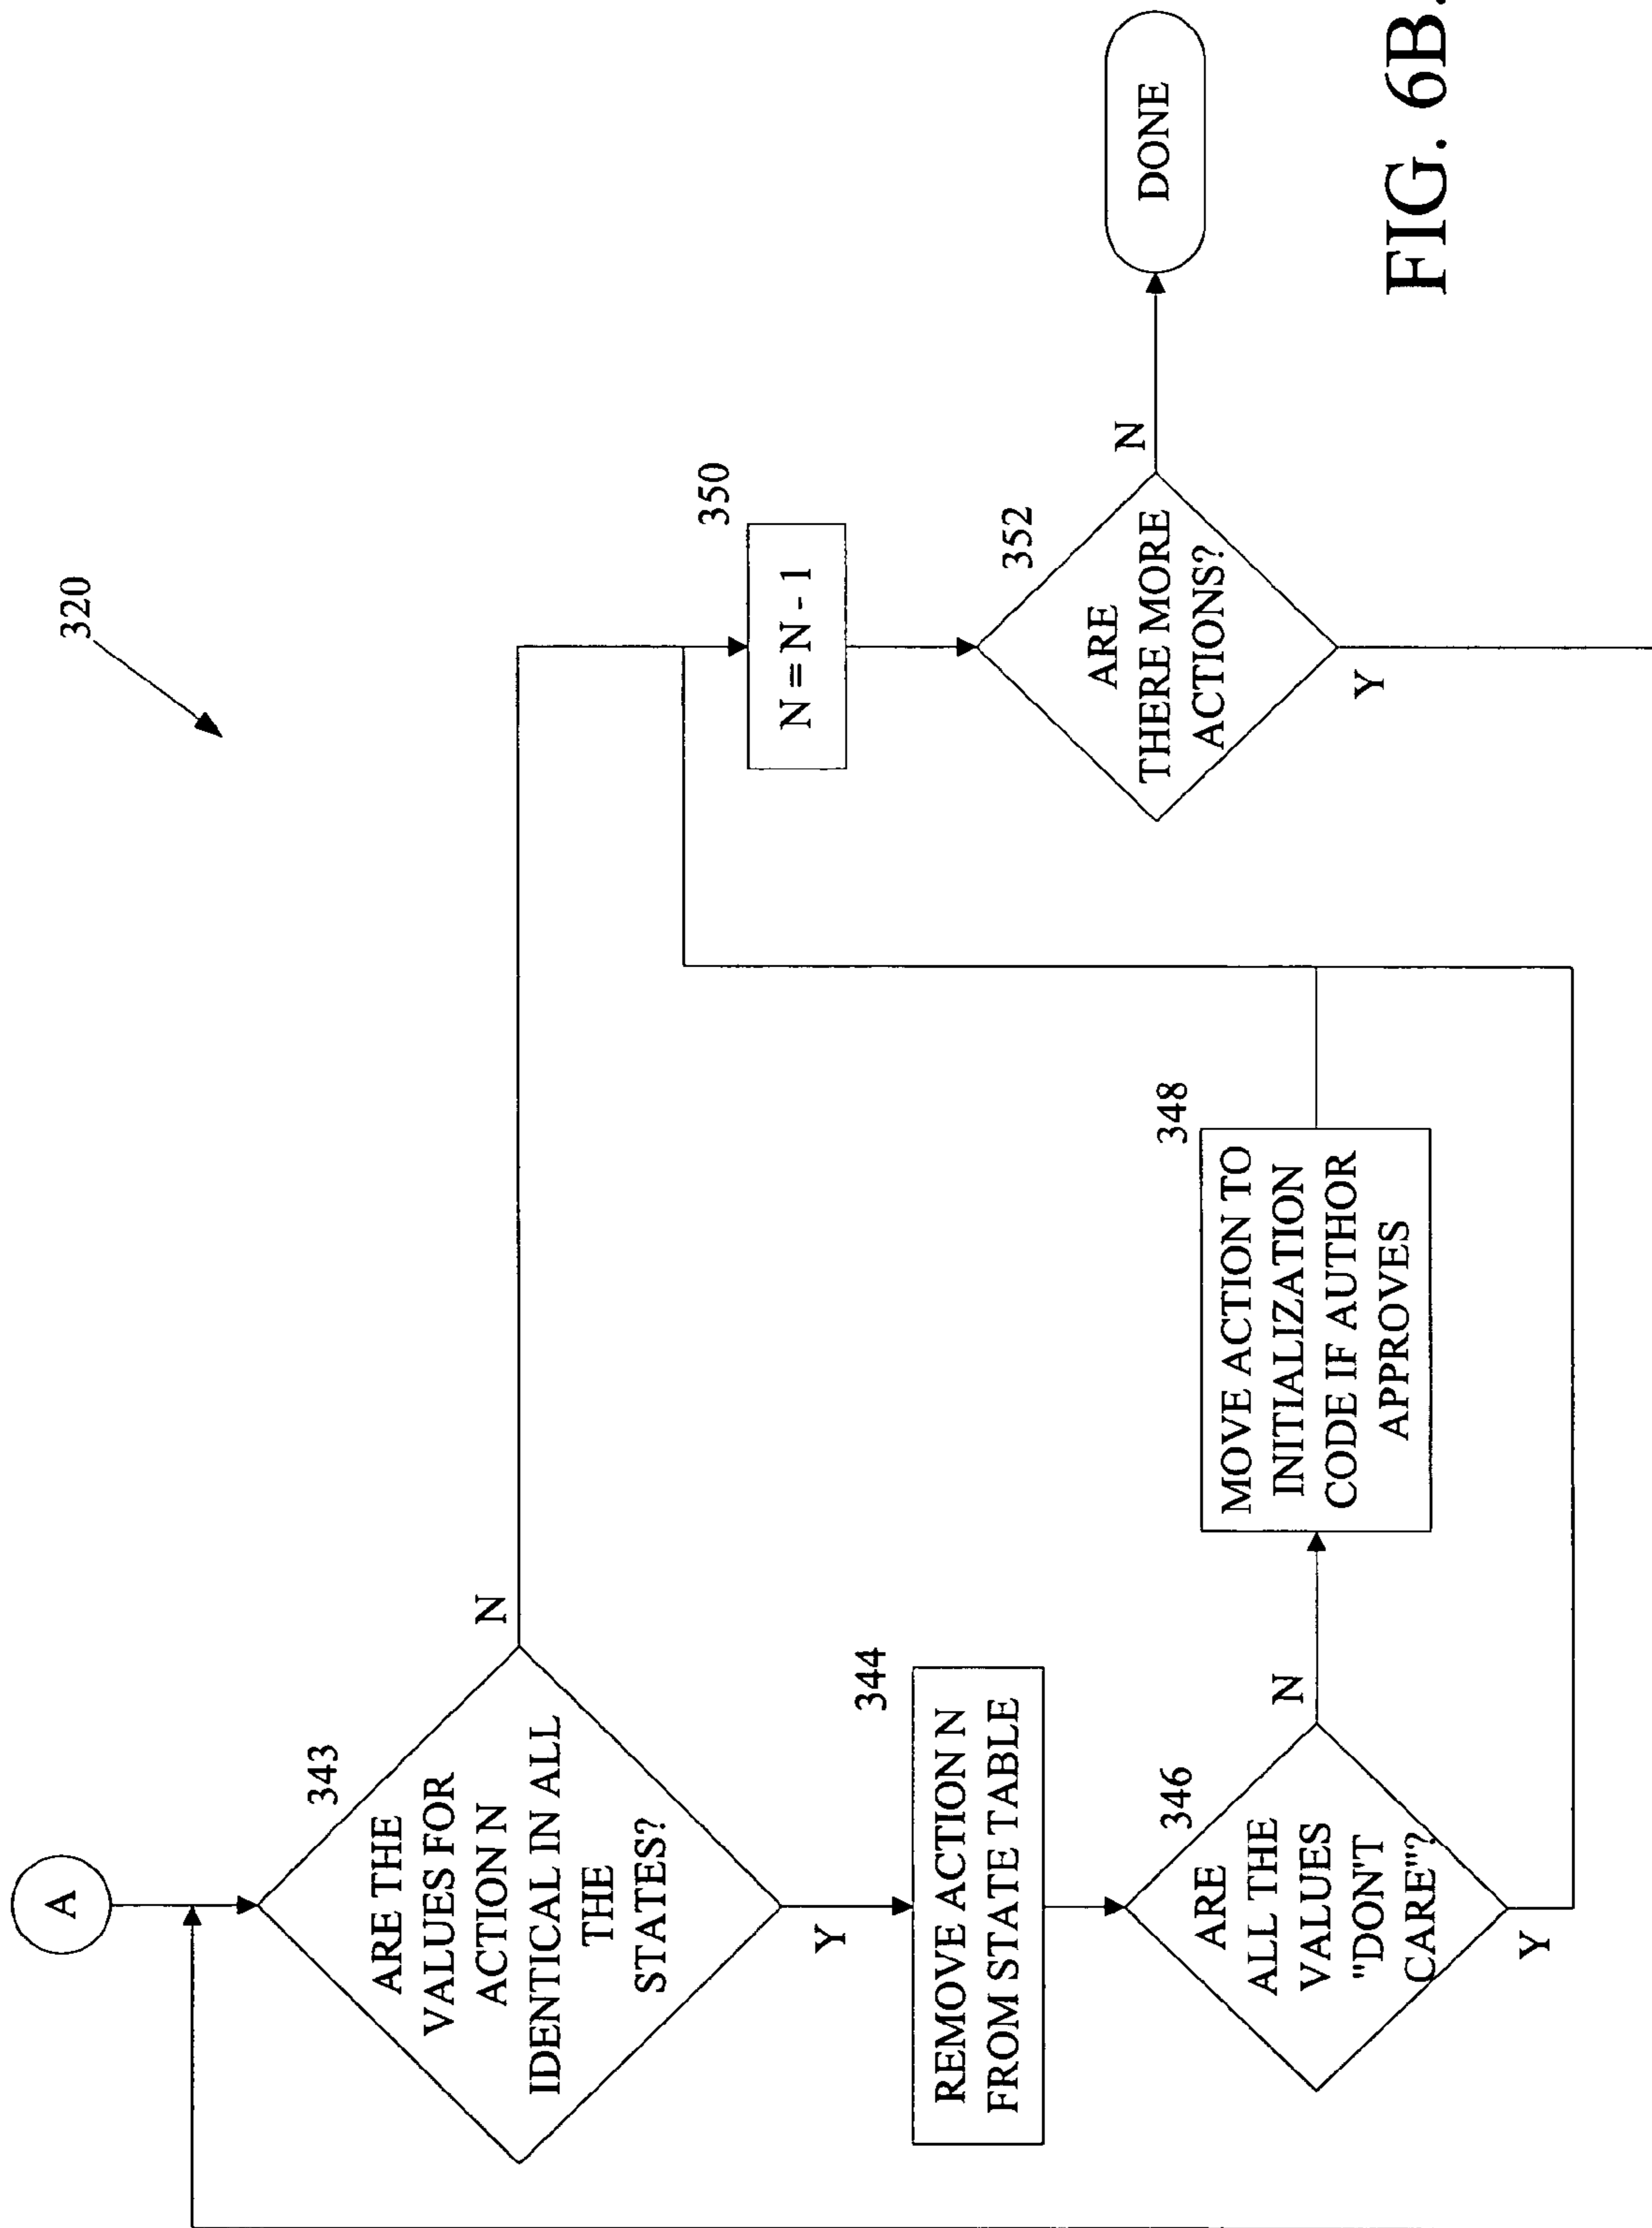 320
A
343
ARE THE
VALUES FOR
ACTION N
IDENTICAL IN ALL
THE
STATES?
N
Y
344
REMOVE ACTION N
FROM STATE TABLE
346
ARE
ALL THE
VALUES
"DON'T
CARE"?
N
Y
348
MOVE ACTION TO
INITIALIZATION
CODE IF AUTHOR
APPROVES
350
N = N - 1
352
ARE
THERE MORE
ACTIONS?
N
Y
DONE
FIG. 6B.